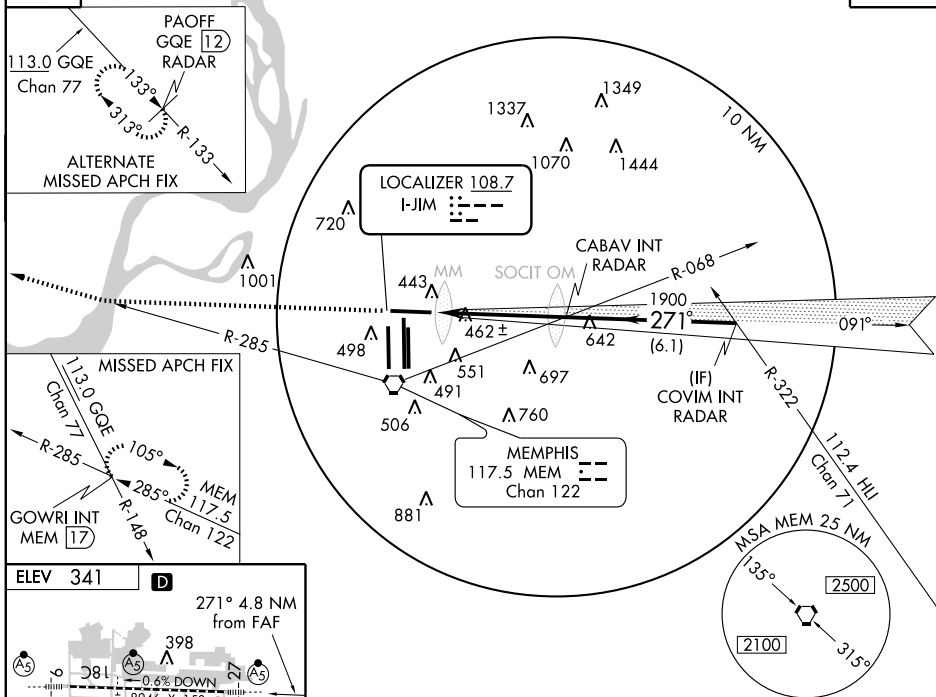 PAOFF
GQE 12
RADAR
113.0 GQE
Chan 77
133°
313°
R-133
ALTERNATE
MISSED APCH FIX
1337
1349
1070
1444
10 NM
LOCALIZER 108.7
I-JIM
720
1001
443
MM
SOCIT OM
CABAV INT
RADAR
R-068
1900
271°
(6.1)
091°
462 ±
642
498
R-285
551
491
697
506
760
(IF)
COVIM INT
RADAR
R-322
112.4 HLI
Chan 71
MEMPHIS
117.5 MEM
Chan 122
881
MISSED APCH FIX
113.0 GQE
Chan 77
R-285
105°
285°
MEM
117.5
Chan 122
R-148
GOWRI INT
MEM 17
MSA MEM 25 NM
135°
2500
2100
315°
ELEV 341
D
271° 4.8 NM
from FAF
398
A5
A5
A5
9
18C
27
0.6% DOWN